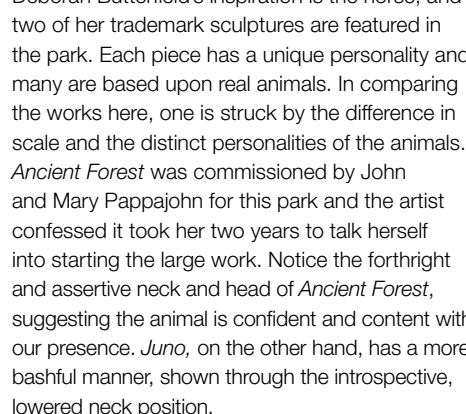 Deborah Butterfield's inspiration is the horse, and
two of her trademark sculptures are featured in
the park. Each piece has a unique personality and
many are based upon real animals. In comparing
the works here, one is struck by the difference in
scale and the distinct personalities of the animals.
Ancient Forest was commissioned by John
and Mary Pappajohn for this park and the artist
confessed it took her two years to talk herself
into starting the large work. Notice the forthright
and assertive neck and head of Ancient Forest,
suggesting the animal is confident and content with
our presence. Juno, on the other hand, has a more
bashful manner, shown through the introspective,
lowered neck position.